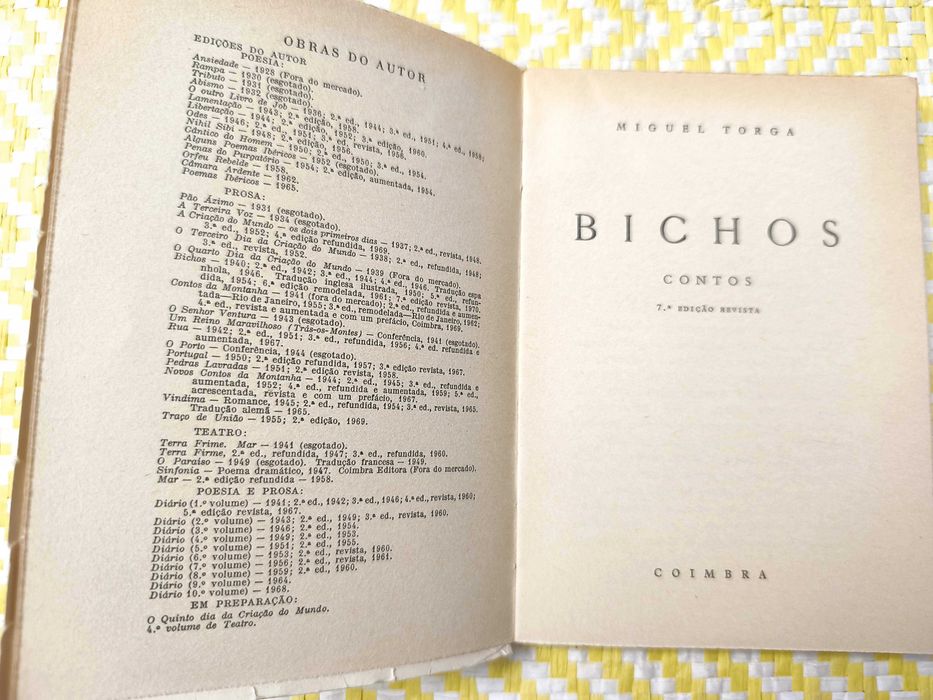 OBRAS DO AUTOR
EDIÇÕES DO AUTOR
POESIA:
Ansiedade — 1928 (Fora do mercado).
Rampa — 1930 (esgotado).
Tributo — 1931 (esgotado).
Abismo — 1932 (esgotado).
O outro Livro de Job — 1936; 2.ª ed., 1944; 3.ª ed., 1951; 4.ª ed., 1958;
Lamentação — 1943; 2.ª ed., 1958.
Libertação — 1944; 2.ª edição, 1952; 3.ª edição, 1960.
Odes — 1946; 2.ª ed., 1951; 3.ª ed. revista, 1956.
Nihil Sibi — 1948; 2.ª edição, 1956.
Cântico do Homem — 1950; 2.ª ed., 1950; 3.ª ed., 1954.
Alguns Poemas Ibéricos — 1952 (esgotado).
Penas do Purgatório — 1954; 2.ª edição, aumentada, 1954.
Orfeu Rebelde — 1958.
Câmara Ardente — 1962.
Poemas Ibéricos — 1965.
PROSA:
Pão Ázimo — 1931 (esgotado).
A Terceira Voz — 1934 (esgotado).
A Criação do Mundo — os dois primeiros dias — 1937; 2.ª ed., revista, 1948.
3.ª ed., 1952; 4.ª edição refundida, 1969.
O Terceiro Dia da Criação do Mundo — 1938; 2.ª ed., refundida, 1948;
3.ª ed., revista, 1952.
O Quarto Dia da Criação do Mundo — 1939 (Fora do mercado).
Bichos — 1940; 2.ª ed., 1942; 3.ª ed., 1944; 4.ª ed., 1946. Tradução espa
nhola, 1946. Tradução inglesa ilustrada, 1950; 5.ª ed., refun-
dida, 1954; 6.ª edição remodelada, 1961; 7.ª edição revista, 1970.
Contos da Montanha — 1941 (fora do mercado); 2.ª ed., refundida e aumen-
tada—Rio de Janeiro, 1955; 3.ª ed., remodelada—Rio de Janeiro, 1962;
4.ª ed., revista e aumentada e com um prefácio, Coimbra, 1969.
O Senhor Ventura — 1943 (esgotado).
Um Reino Maravilhoso (Trás-os-Montes) — Conferência, 1941 (esgotado).
Rua — 1942; 2.ª ed., 1951; 3.ª ed., refundida, 1956; 4.ª ed. refundida e
aumentada, 1967.
O Porto — Conferência, 1944 (esgotado).
Portugal — 1950; 2.ª edição refundida, 1957; 3.ª edição revista, 1967.
Pedras Lavradas — 1951; 2.ª edição revista, 1958.
Novos Contos da Montanha — 1944; 2.ª ed., 1945; 3.ª ed., refundida e
aumentada, 1952; 4.ª ed., refundida e aumentada, 1959; 5.ª ed.,
acrescentada, revista e com um prefácio, 1967.
Vindima — Romance, 1945; 2.ª ed., refundida, 1954; 3.ª ed., revista, 1965.
Tradução alemã — 1965.
Traço de União — 1955; 2.ª edição, 1969.
TEATRO:
Terra Firme. Mar — 1941 (esgotado).
Terra Firme, 2.ª ed., refundida, 1947; 3.ª ed., refundida, 1960.
O Paraíso — 1949 (esgotado). Tradução francesa — 1949.
Sinfonia — Poema dramático, 1947. Coimbra Editora (Fora do mercado).
Mar — 2.ª edição refundida — 1958.
POESIA E PROSA:
Diário (1.º volume) — 1941; 2.ª ed., 1942; 3.ª ed., 1946; 4.ª ed., revista, 1960;
5.ª edição revista, 1967.
Diário (2.º volume) — 1943; 2.ª ed., 1949; 3.ª ed., revista, 1960.
Diário (3.º volume) — 1946; 2.ª ed., 1954.
Diário (4.º volume) — 1949; 2.ª ed., 1953.
Diário (5.º volume) — 1951; 2.ª ed., 1955.
Diário (6.º volume) — 1953; 2.ª ed., revista, 1960.
Diário (7.º volume) — 1956; 2.ª ed., revista, 1961.
Diário (8.º volume) — 1959; 2.ª ed., 1960.
Diário (9.º volume) — 1964.
Diário 10.º volume) — 1968.
EM PREPARAÇÃO:
O Quinto dia da Criação do Mundo.
4.º volume de Teatro.
MIGUEL TORGA
BICHOS
CONTOS
7.ª EDIÇÃO REVISTA
COIMBRA